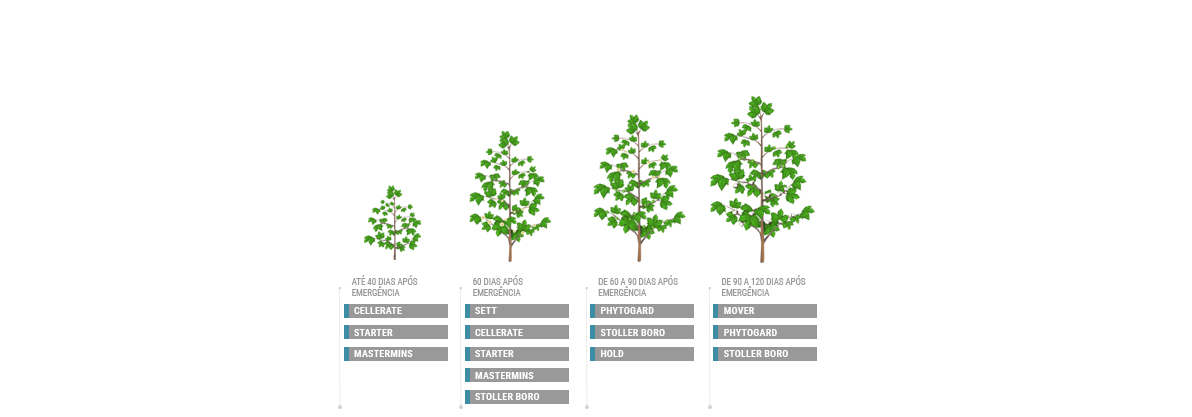 ATÉ 40 DIAS APÓS
EMERGÊNCIA
CELLERATE
STARTER
MASTERMINS
60 DIAS APÓS
EMERGÊNCIA
SETT
CELLERATE
STARTER
MASTERMINS
STOLLER BORO
DE 60 A 90 DIAS APÓS
EMERGÊNCIA
PHYTOGARD
STOLLER BORO
HOLD
DE 90 A 120 DIAS APÓS
EMERGÊNCIA
MOVER
PHYTOGARD
STOLLER BORO